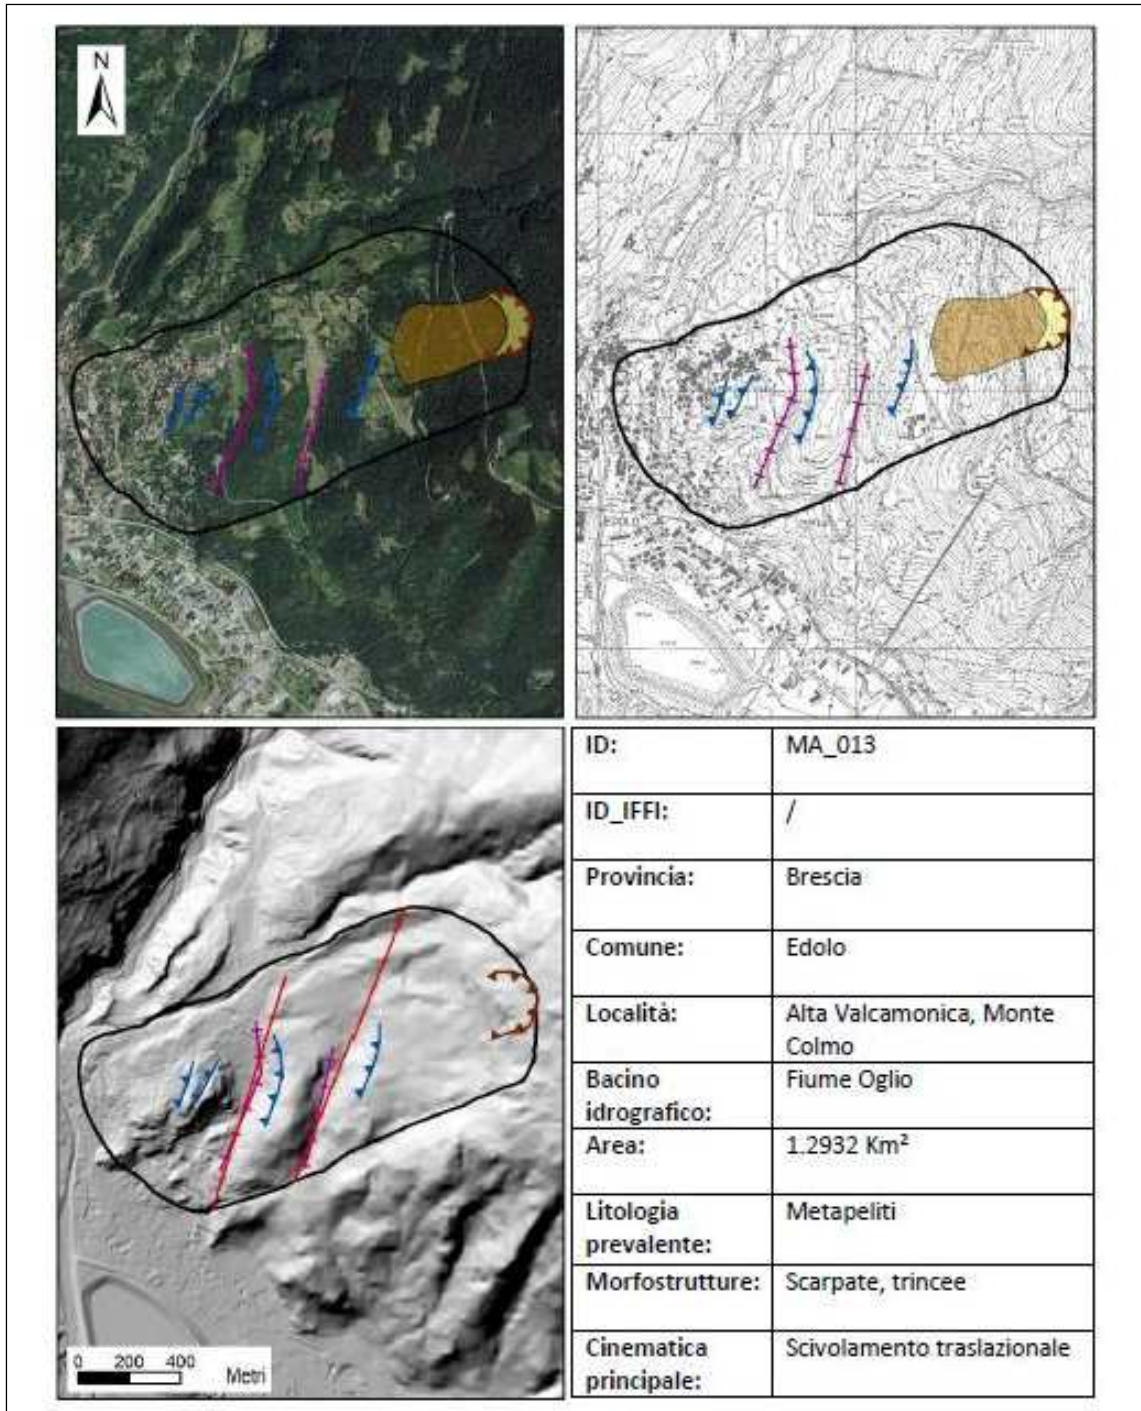 N
EDOLO
ID: MA_013
ID_IFFI: /
Provincia: Brescia
Comune: Edolo
Località: Alta Valcamonica, Monte
Colmo
Bacino Fiume Oglio
idrografico:
Area: 1.2932 Km²
Litologia Metapeliti
prevalente:
Morfostrutture: Scarpate, trincee
Cinematica Scivolamento traslazionale
principale:
0 200 400
Metri